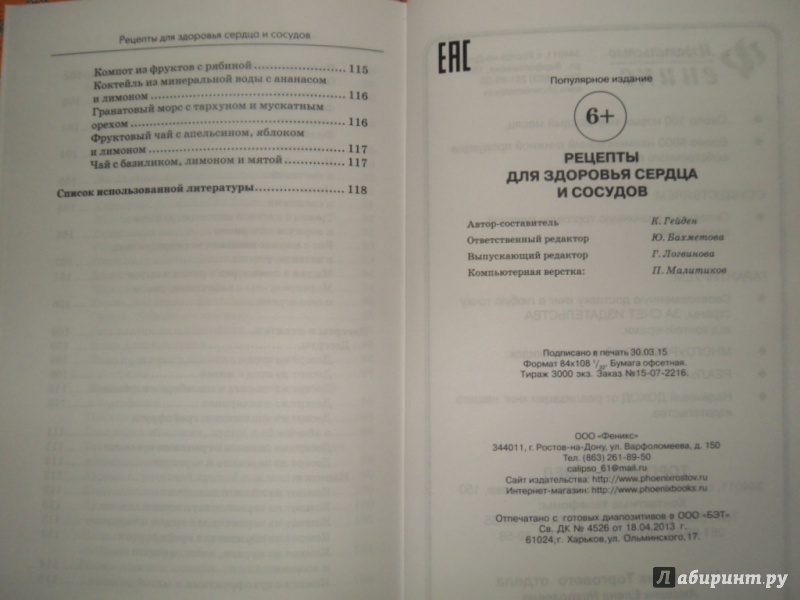 Рецепты для здоровья сердца и сосудов
Компот из фруктов с рябиной 115
Коктейль из минеральной воды с ананасом
и лимоном 116
Гранатовый морс с тархуном и мускатным
орехом 116
Фруктовый чай с апельсином, яблоком
и лимоном 117
Чай с базиликом, лимоном и мятой 117
Список использованной литературы 118
ЕАС
Популярное издание
6+
РЕЦЕПТЫ
ДЛЯ ЗДОРОВЬЯ СЕРДЦА
И СОСУДОВ
Автор-составитель К. Гейден
Ответственный редактор Ю. Бахметова
Выпускающий редактор Г. Логвинова
Компьютерная верстка: П. Малитиков
Подписано в печать 30.03.15
Формат 84х108 1/32. Бумага офсетная.
Тираж 3000 экз. Заказ №15-07-2216.
ООО «Феникс»
344011, г. Ростов-на-Дону, ул. Варфоломеева, д. 150
Тел. (863) 261-89-50
calipso_61@mail.ru
Сайт издательства: http://www.phoenixrostov.ru
Интернет-магазин: http://www.phoenixbooks.ru
Отпечатано с готовых диапозитивов в ООО «БЭТ».
Св. ДК № 4526 от 18.04.2013 г.
61024, г. Харьков, ул. Ольминского, 17.
Лабиринт.ру